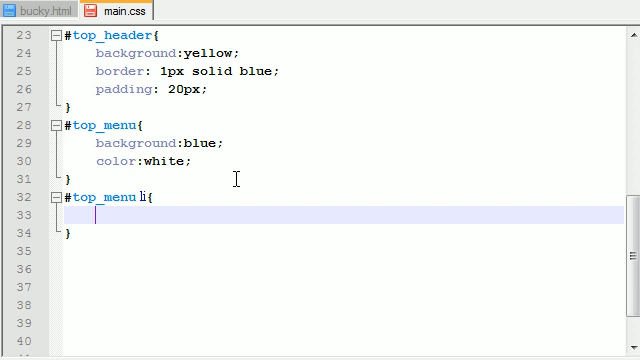 bucky.html main.css
23 #top_header{
24 background:yellow;
25 border: 1px solid blue;
26 padding: 20px;
27 }
28 #top_menu{
29 background:blue;
30 color:white;
31 }
32 #top_menu li{
33
34 }
35
36
37
38
39